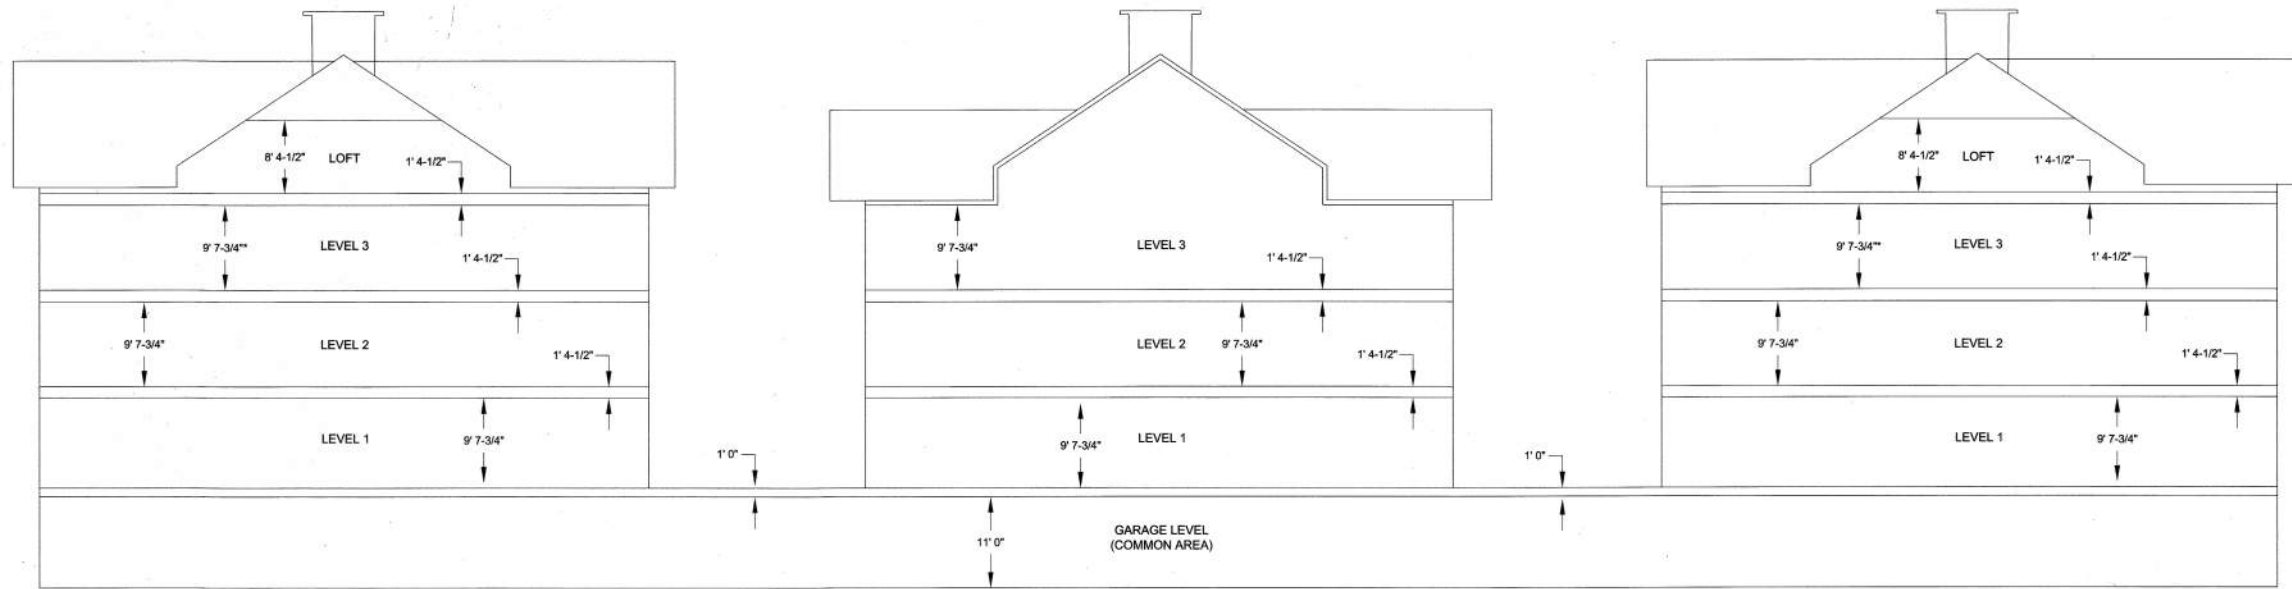 8' 4-1/2"
LOFT
1' 4-1/2"
9' 7-3/4"*
LEVEL 3
1' 4-1/2"
9' 7-3/4"
LEVEL 2
1' 4-1/2"
LEVEL 1
9' 7-3/4"
1' 0"
9' 7-3/4"
LEVEL 3
1' 4-1/2"
LEVEL 2
9' 7-3/4"
1' 4-1/2"
9' 7-3/4"
LEVEL 1
1' 0"
8' 4-1/2"
LOFT
1' 4-1/2"
9' 7-3/4"*
LEVEL 3
1' 4-1/2"
9' 7-3/4"
LEVEL 2
1' 4-1/2"
LEVEL 1
9' 7-3/4"
11' 0"
GARAGE LEVEL
(COMMON AREA)